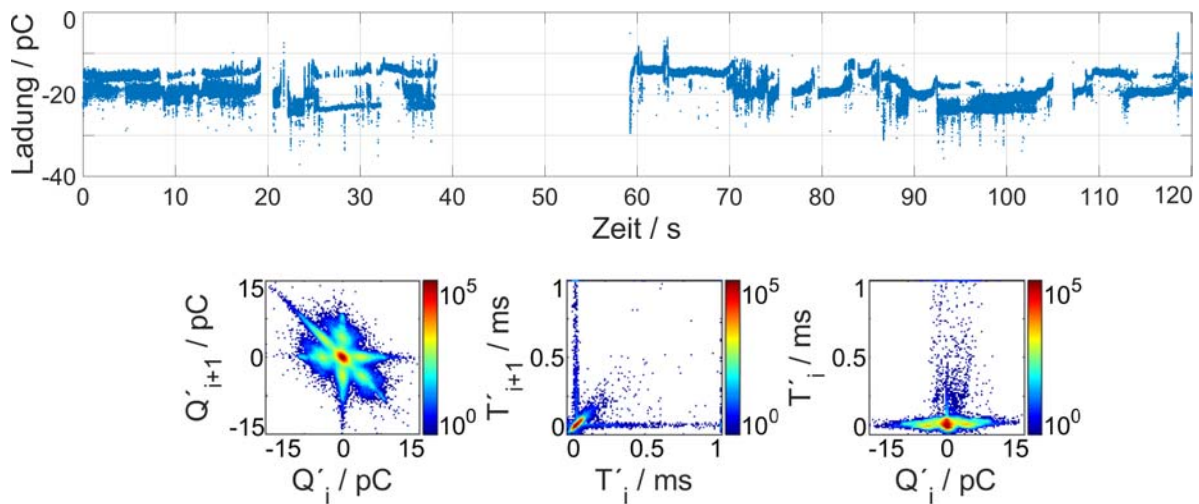 Ladung / pC
0
-20
-40
0 10 20 30 40 50 60 70 80 90 100 110 120
Zeit / s
Q´i+1 / pC
15
0
-15
-15 0 15
Q´i / pC
10^5
10^0
T´i+1 / ms
1
0.5
0
0 0.5 1
T´i / ms
10^5
10^0
T´i / ms
1
0.5
0
-15 0 15
Q´i / pC
10^5
10^0